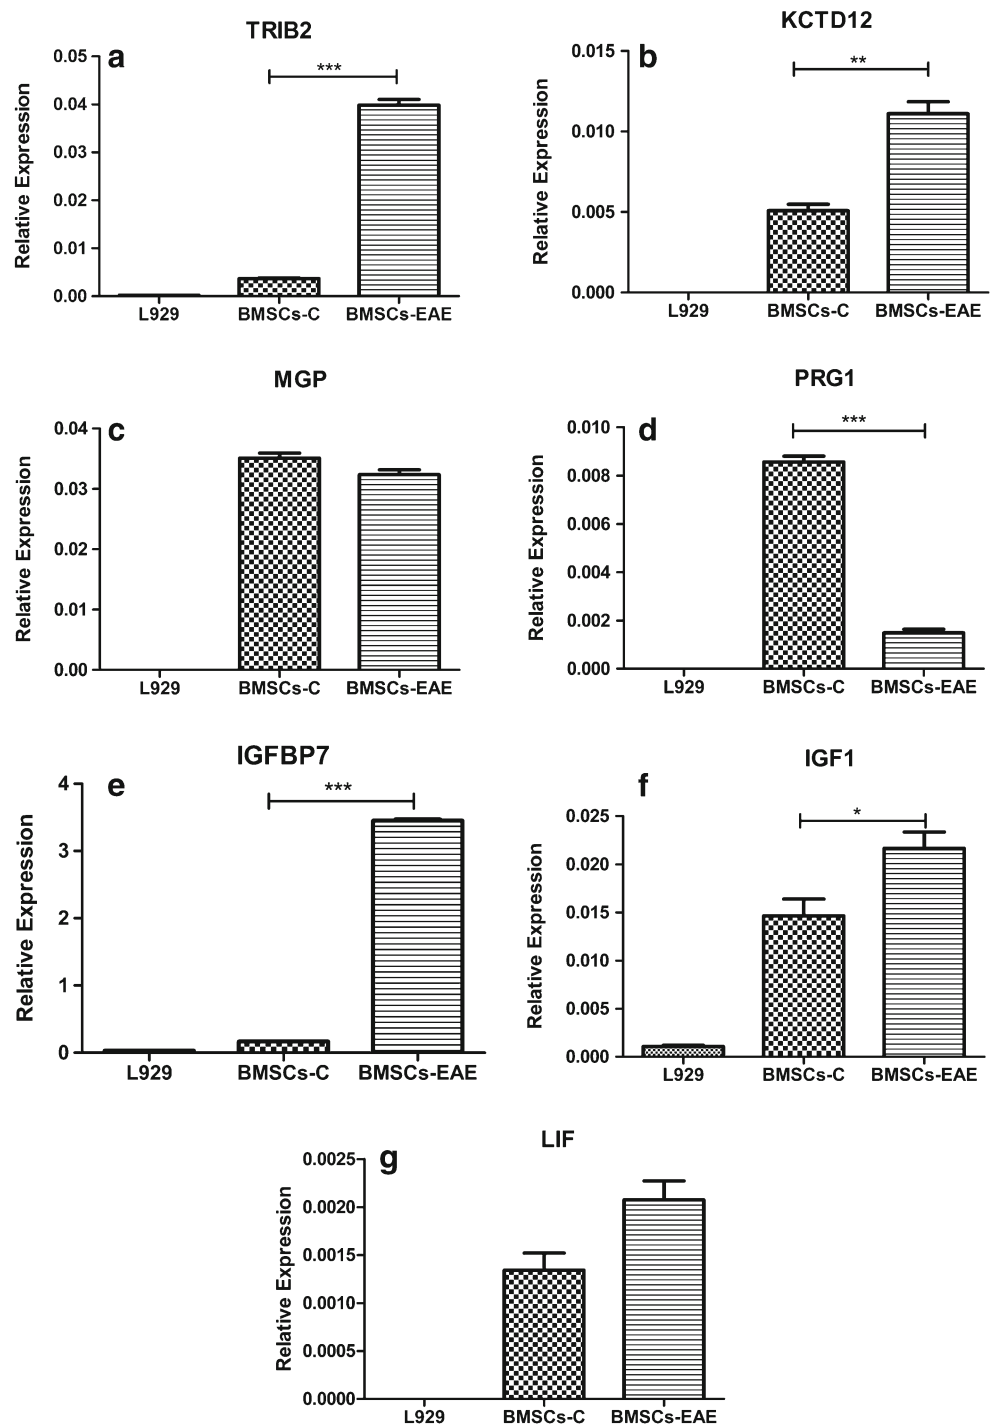 TRIB2
a
***
0.05
0.04
0.03
0.02
0.01
0.00
Relative Expression
L929 BMSCs-C BMSCs-EAE
KCTD12
b
**
0.015
0.010
0.005
0.000
Relative Expression
L929 BMSCs-C BMSCs-EAE
MGP
c
0.04
0.03
0.02
0.01
0.00
Relative Expression
L929 BMSCs-C BMSCs-EAE
PRG1
d
***
0.010
0.008
0.006
0.004
0.002
0.000
Relative Expression
L929 BMSCs-C BMSCs-EAE
IGFBP7
e
***
4
3
2
1
0
Relative Expression
L929 BMSCs-C BMSCs-EAE
IGF1
f
*
0.025
0.020
0.015
0.010
0.005
0.000
Relative Expression
L929 BMSCs-C BMSCs-EAE
LIF
g
0.0025
0.0020
0.0015
0.0010
0.0005
0.0000
Relative Expression
L929 BMSCs-C BMSCs-EAE